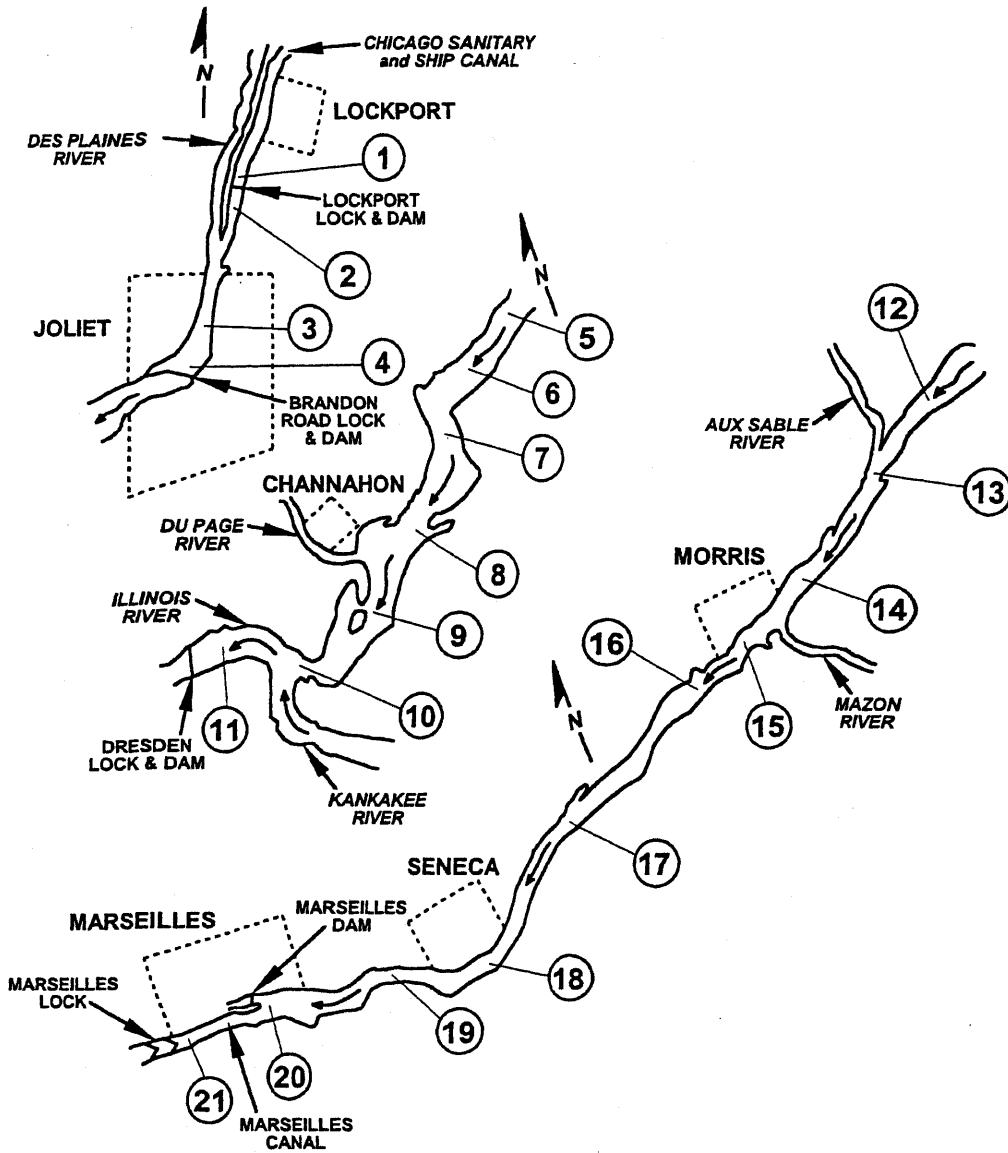 CHICAGO SANITARY
and SHIP CANAL
N
LOCKPORT
DES PLAINES
RIVER
1
LOCKPORT
LOCK & DAM
2
JOLIET
3
4
BRANDON
ROAD LOCK
& DAM
N
5
6
7
CHANNAHON
DU PAGE
RIVER
8
ILLINOIS
RIVER
9
10
11
DRESDEN
LOCK & DAM
KANKAKEE
RIVER
12
AUX SABLE
RIVER
13
MORRIS
14
16
15
MAZON
RIVER
N
17
SENECA
MARSEILLES
MARSEILLES
DAM
18
MARSEILLES
LOCK
19
20
21
MARSEILLES
CANAL